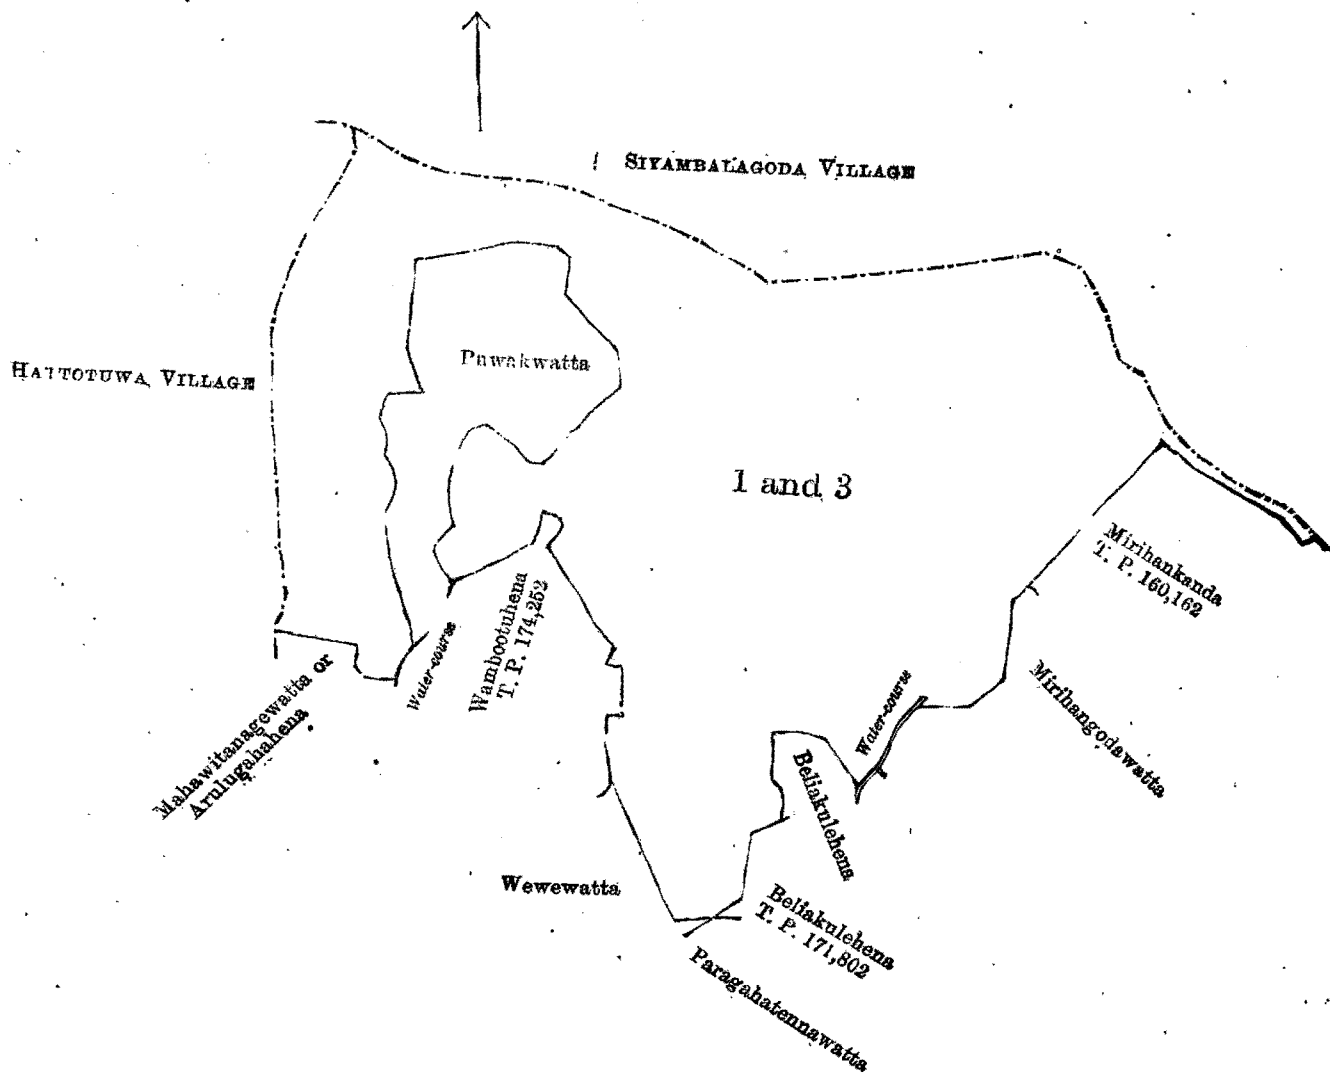 SIYAMBALAGODA VILLAGE
HATTOTUWA VILLAGE
Puwakwatta
1 and 3
Mirihankanda
T. P. 160,162
Water-course
Wambootuhena
T. P. 174,252
Mahawitanagewatta or
Arulugahahena
Water-course
Mirihangodawatta
Beliakulehena
Wewewatta
Beliakulehena
T. P. 171,802
Paragahatennawatta